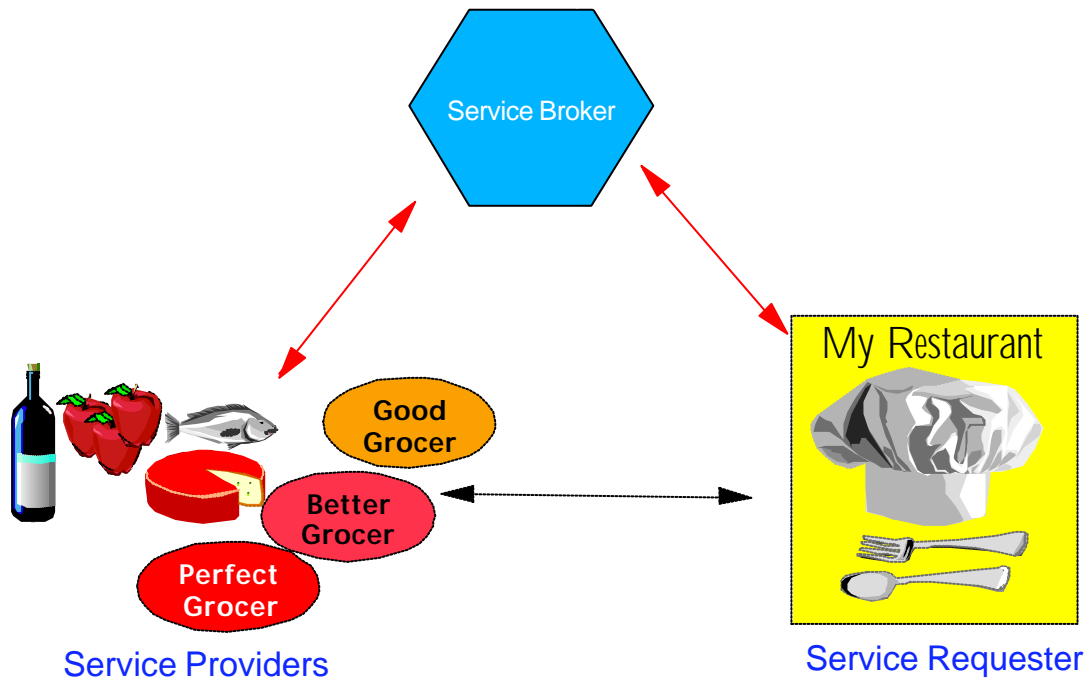 Service Broker
My Restaurant
Good
Grocer
Better
Grocer
Perfect
Grocer
Service Providers
Service Requester